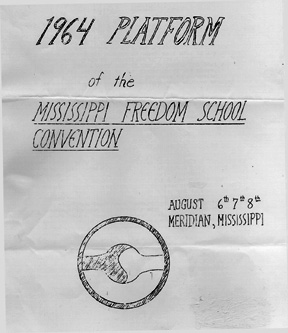 1964 PLATFORM
of the
MISSISSIPPI FREEDOM SCHOOL
CONVENTION
AUGUST 6th 7th 8th
MERIDIAN, MISSISSIPPI